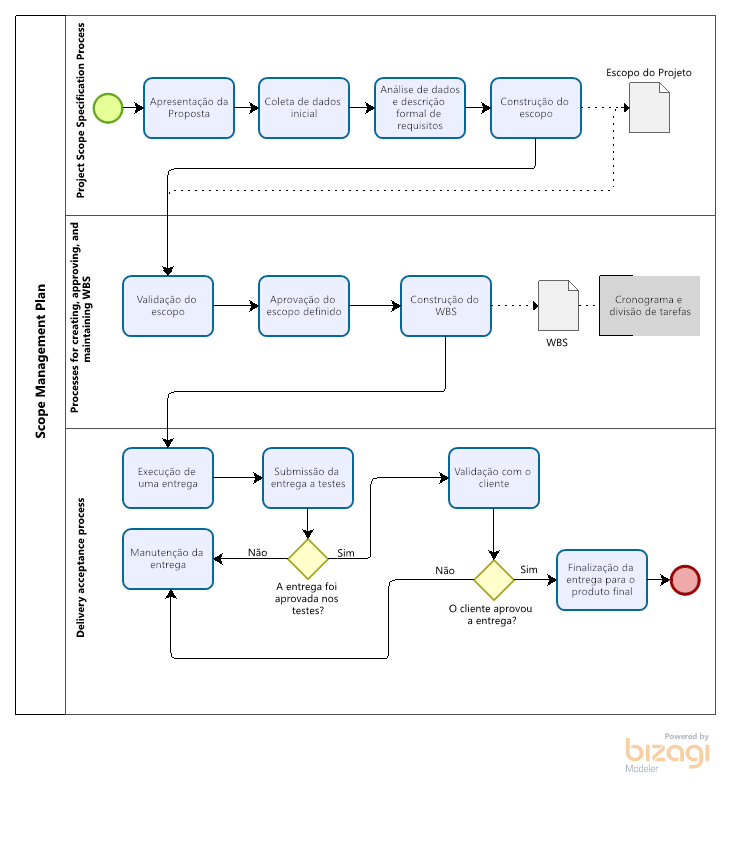 Scope Management Plan
Project Scope Specification Process
Apresentação da
Proposta
Coleta de dados
inicial
Análise de dados
e descrição
formal de
requisitos
Construção do
escopo
Escopo do Projeto
Processes for creating, approving, and
maintaining WBS
Validação do
escopo
Aprovação do
escopo definido
Construção do
WBS
WBS
Cronograma e
divisão de tarefas
Delivery acceptance process
Execução de
uma entrega
Submissão da
entrega a testes
Validação com o
cliente
Manutenção da
entrega
Não
Sim
A entrega foi
aprovada nos
testes?
Não
Sim
O cliente aprovou
a entrega?
Finalização da
entrega para o
produto final
Powered by
bizagi
Modeler